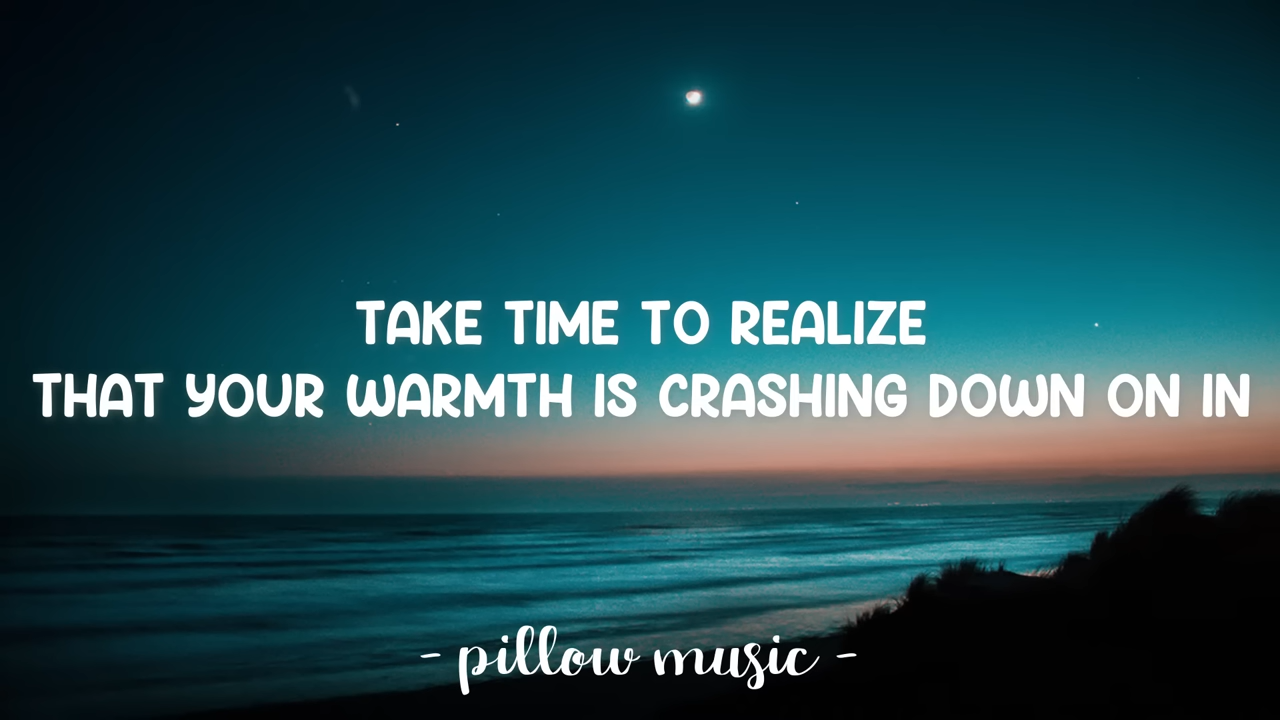 TAKE TIME TO REALIZE
THAT YOUR WARMTH IS CRASHING DOWN ON IN
- pillow music -